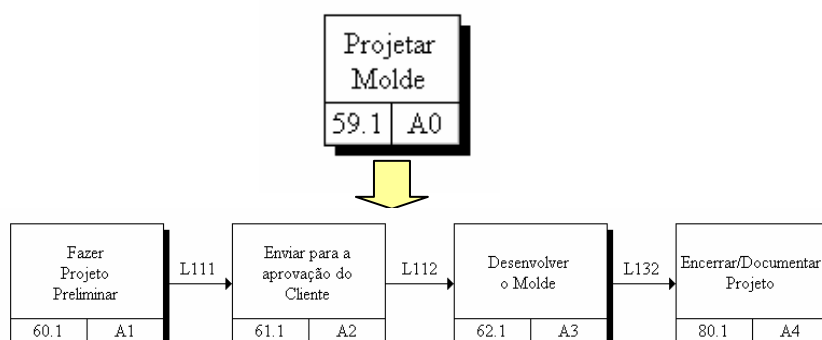 Projetar
Molde
59.1 A0
Fazer
Projeto
Preliminar
60.1 A1
L111
Enviar para a
aprovação do
Cliente
61.1 A2
L112
Desenvolver
o Molde
62.1 A3
L132
Encerrar/Documentar
Projeto
80.1 A4